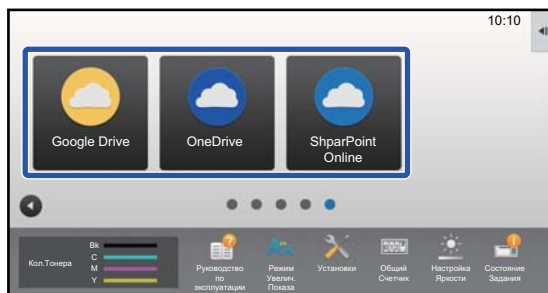 10:10
Google Drive
OneDrive
ShparPoint
Online
Кол.Тонера
Bk
C
M
Y
Руководство
по
эксплуатации
Режим
Увелич.
Показа
Установки
Общий
Счетчик
Настройка
Яркости
Состояние
Задания